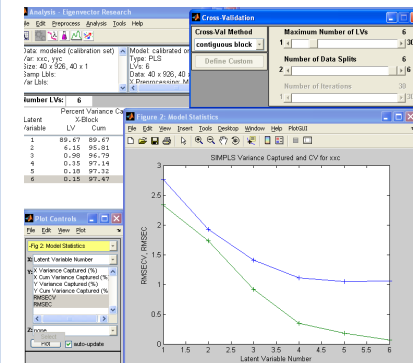 Analysis - Eigenvector Research
File Edit Preprocess Analysis Tools Help
Data: modeled (calibration set)
Var: xxc, yyc
Size: 40 x 926, 40 x
Samp Lbls:
Var Lbls:
Model: calibrated on
Type: PLS
LVs: 6
Data: 40 x 926, 40 x
Number LVs: 6
Percent Variance Ca
Latent X-Block
Variable LV Cum
1 89.67 89.67
2 6.15 95.81
3 0.98 96.79
4 0.35 97.14
5 0.18 97.32
6 0.15 97.47
Cross-Validation
Cross-Val Method
contiguous block
Define Custom
Maximum Number of LVs 6
1 30
Number of Data Splits 6
2 6
Number of Iterations 30
1
Figure 2: Model Statistics
File Edit View Insert Tools Desktop Window Help PlotGUI
SIMPLS Variance Captured and CV for xxc
RMSECV, RMSEC
3
2.5
2
1.5
1
0.5
0
1 1.5 2 2.5 3 3.5 4 4.5 5 5.5 6
Latent Variable Number
Plot Controls
File Edit View Plot
-Fig 2: Model Statistics
X: Latent Variable Number
Y: X Variance Captured (%)
X Cum Variance Captured (%
Y Variance Captured (%)
Y Cum Variance Captured (%
RMSECV
RMSEC
Z: none
Select
Plot auto-update